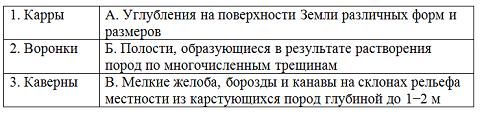 1. Карры
А. Углубления на поверхности Земли различных форм и
размеров
2. Воронки
Б. Полости, образующиеся в результате растворения
пород по многочисленным трещинам
3. Каверны
В. Мелкие желоба, борозды и канавы на склонах рельефа
местности из карстующихся пород глубиной до 1−2 м